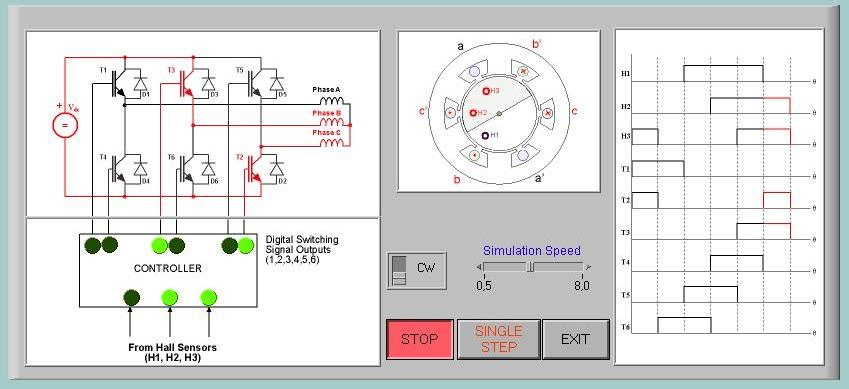 T1
T3
T5
D1
D3
D5
Phase A
Phase B
Phase C
+ Vdc
=
T4
T6
T2
D4
D6
D2
Digital Switching
Signal Outputs
(1,2,3,4,5,6)
CONTROLLER
From Hall Sensors
(H1, H2, H3)
a
b'
c'
c
b
a'
H3
H2
H1
CW
Simulation Speed
0,5
8,0
STOP
SINGLE
STEP
EXIT
H1
θ
H2
θ
H3
θ
T1
θ
T2
θ
T3
θ
T4
θ
T5
θ
T6
θ